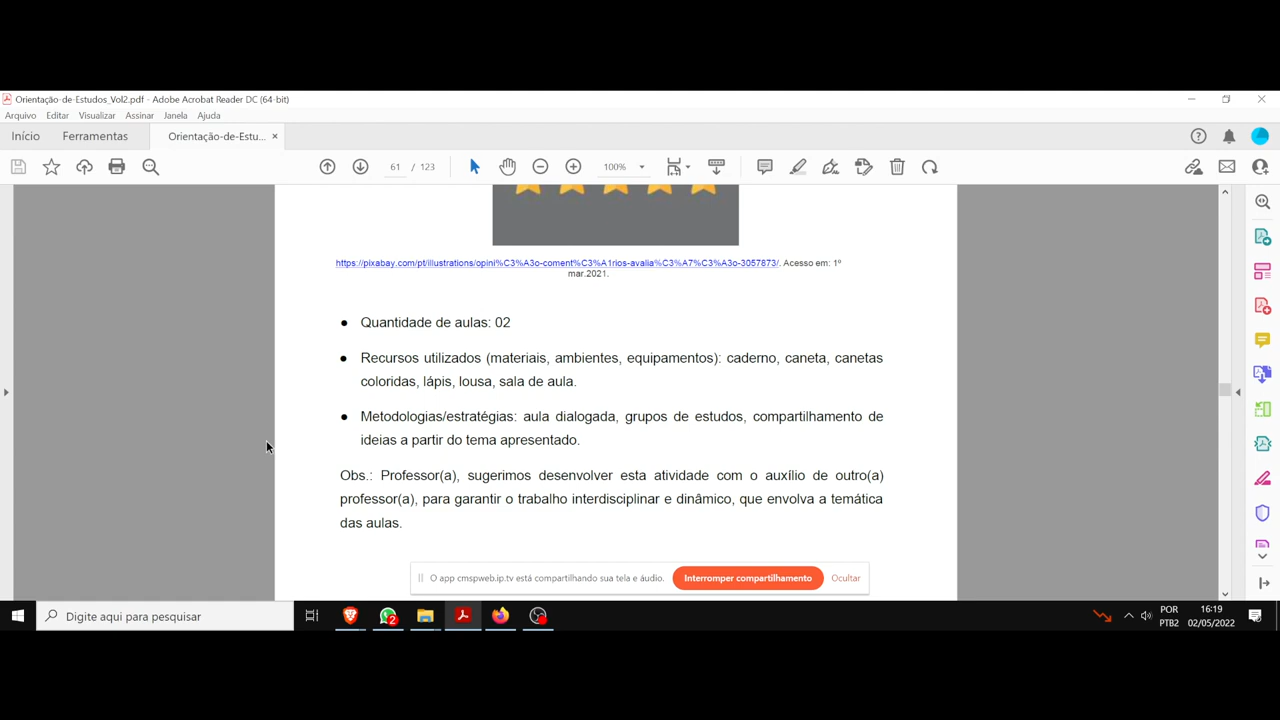 Orientação-de-Estudos_Vol2.pdf - Adobe Acrobat Reader DC (64-bit)
Arquivo Editar Visualizar Assinar Janela Ajuda
Início Ferramentas Orientação-de-Estu... ×
61 / 123 100%
https://pixabay.com/pt/illustrations/opini%C3%A3o-coment%C3%A1rios-avalia%C3%A7%C3%A3o-3057873/. Acesso em: 1º
mar.2021.
● Quantidade de aulas: 02
● Recursos utilizados (materiais, ambientes, equipamentos): caderno, caneta, canetas
coloridas, lápis, lousa, sala de aula.
● Metodologias/estratégias: aula dialogada, grupos de estudos, compartilhamento de
ideias a partir do tema apresentado.
Obs.: Professor(a), sugerimos desenvolver esta atividade com o auxílio de outro(a)
professor(a), para garantir o trabalho interdisciplinar e dinâmico, que envolva a temática
das aulas.
O app cmspweb.ip.tv está compartilhando sua tela e áudio. Interromper compartilhamento Ocultar
Digite aqui para pesquisar
2
POR 16:19
PTB2 02/05/2022